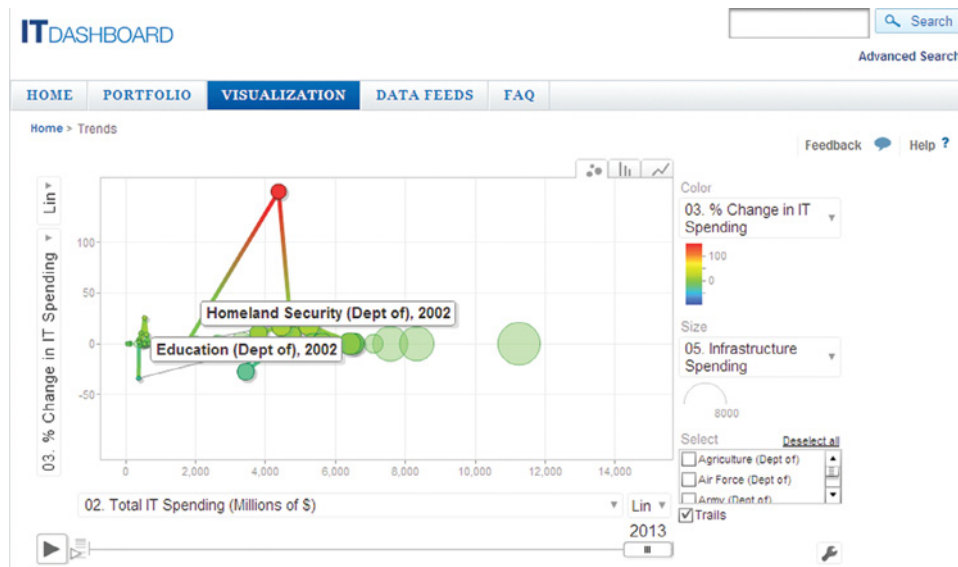 ITDASHBOARD
Search
Advanced Search
HOME PORTFOLIO VISUALIZATION DATA FEEDS FAQ
Home > Trends
Feedback Help ?
Lin
03. % Change in IT Spending
100
50
0
-50
Homeland Security (Dept of), 2002
Education (Dept of), 2002
0 2,000 4,000 6,000 8,000 10,000 12,000 14,000
02. Total IT Spending (Millions of $) Lin
2013
Color
03. % Change in IT
Spending
100
0
Size
05. Infrastructure
Spending
8000
Select Deselect all
Agriculture (Dept of)
Air Force (Dept of)
Army (Dept of)
Trails